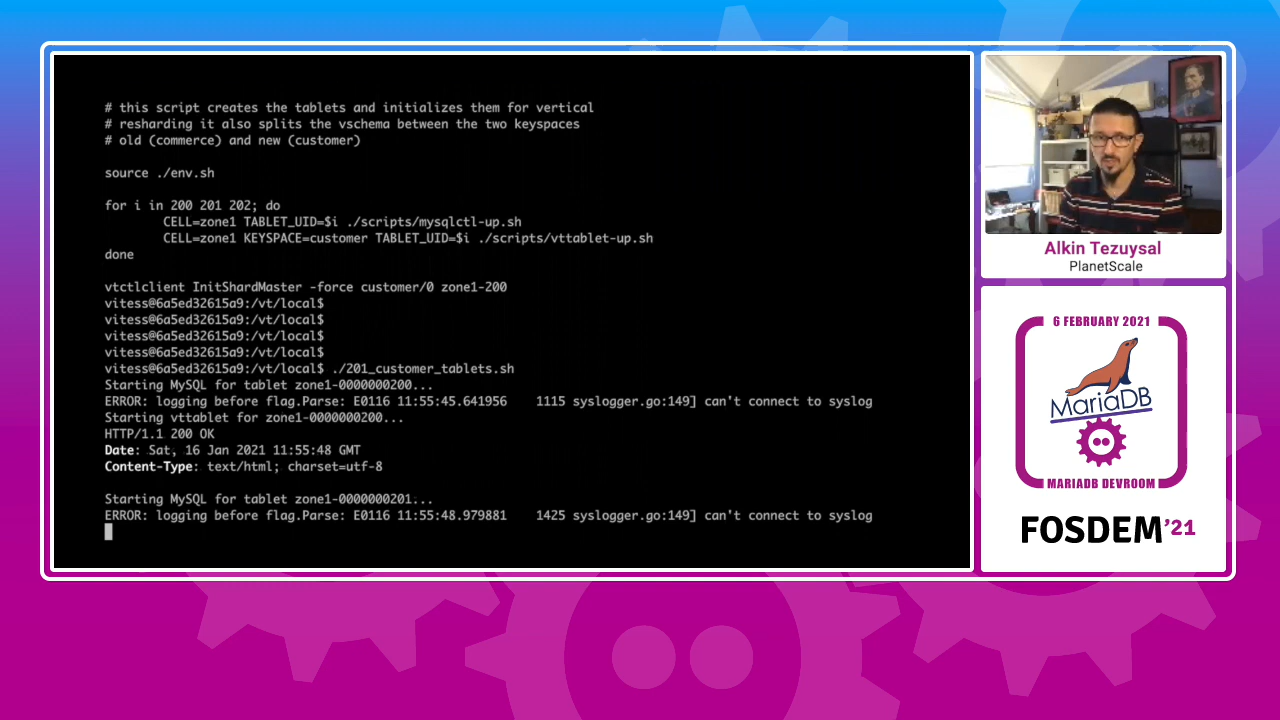 # this script creates the tablets and initializes them for vertical
# resharding it also splits the vschema between the two keyspaces
# old (commerce) and new (customer)
source ./env.sh
for i in 200 201 202; do
CELL=zone1 TABLET_UID=$i ./scripts/mysqlctl-up.sh
CELL=zone1 KEYSPACE=customer TABLET_UID=$i ./scripts/vttablet-up.sh
done
vtctlclient InitShardMaster -force customer/0 zone1-200
vitess@6a5ed32615a9:/vt/local$
vitess@6a5ed32615a9:/vt/local$
vitess@6a5ed32615a9:/vt/local$
vitess@6a5ed32615a9:/vt/local$
vitess@6a5ed32615a9:/vt/local$ ./201_customer_tablets.sh
Starting MySQL for tablet zone1-0000000200...
ERROR: logging before flag.Parse: E0116 11:55:45.641956    1115 syslogger.go:149] can't connect to syslog
Starting vttablet for zone1-0000000200...
HTTP/1.1 200 OK
Date: Sat, 16 Jan 2021 11:55:48 GMT
Content-Type: text/html; charset=utf-8
Starting MySQL for tablet zone1-0000000201...
ERROR: logging before flag.Parse: E0116 11:55:48.979881    1425 syslogger.go:149] can't connect to syslog
Alkin Tezuysal
PlanetScale
6 FEBRUARY 2021
MariaDB
MARIADB DEVROOM
FOSDEM'21